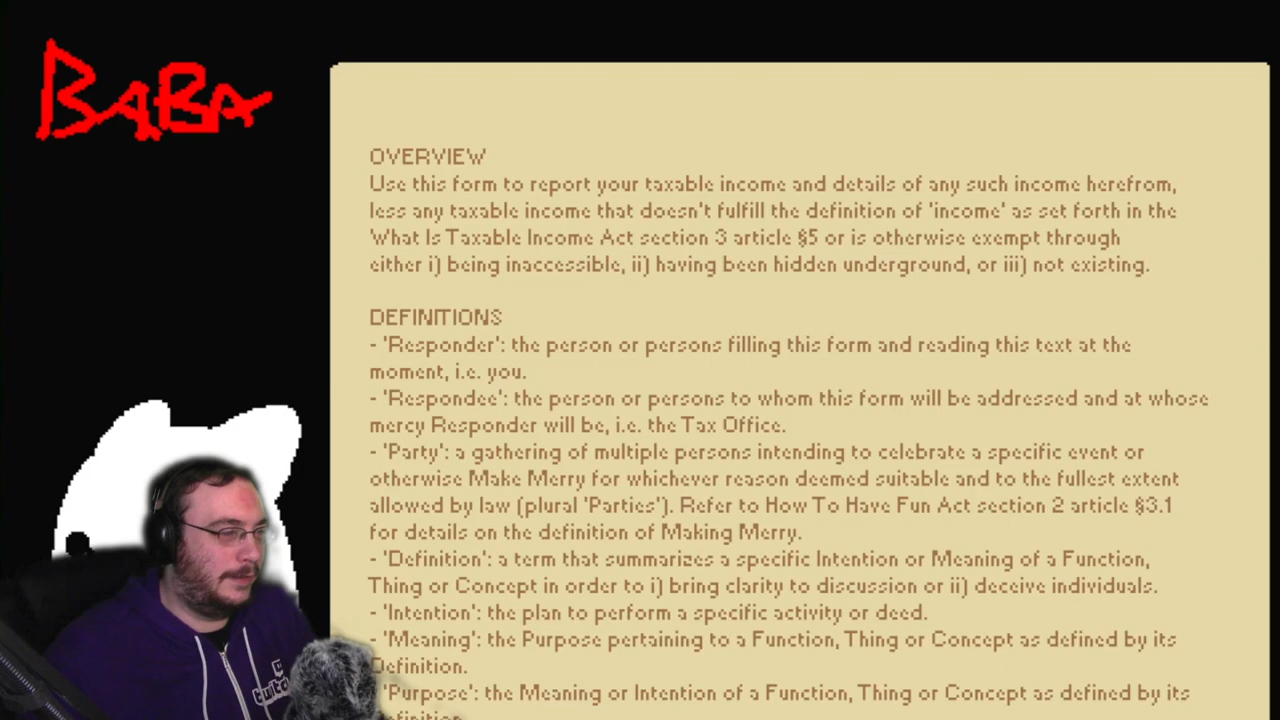 BABA
OVERVIEW
Use this form to report your taxable income and details of any such income herefrom,
less any taxable income that doesn't fulfill the definition of 'income' as set forth in the
What Is Taxable Income Act section 3 article §5 or is otherwise exempt through
either i) being inaccessible, ii) having been hidden underground, or iii) not existing.
DEFINITIONS
- 'Responder': the person or persons filling this form and reading this text at the
moment, i.e. you.
- 'Respondee': the person or persons to whom this form will be addressed and at whose
mercy Responder will be, i.e. the Tax Office.
- 'Party': a gathering of multiple persons intending to celebrate a specific event or
otherwise Make Merry for whichever reason deemed suitable and to the fullest extent
allowed by law (plural 'Parties'). Refer to How To Have Fun Act section 2 article §3.1
for details on the definition of Making Merry.
- 'Definition': a term that summarizes a specific Intention or Meaning of a Function,
Thing or Concept in order to i) bring clarity to discussion or ii) deceive individuals.
- 'Intention': the plan to perform a specific activity or deed.
- 'Meaning': the Purpose pertaining to a Function, Thing or Concept as defined by its
Definition.
'Purpose': the Meaning or Intention of a Function, Thing or Concept as defined by its
twitch